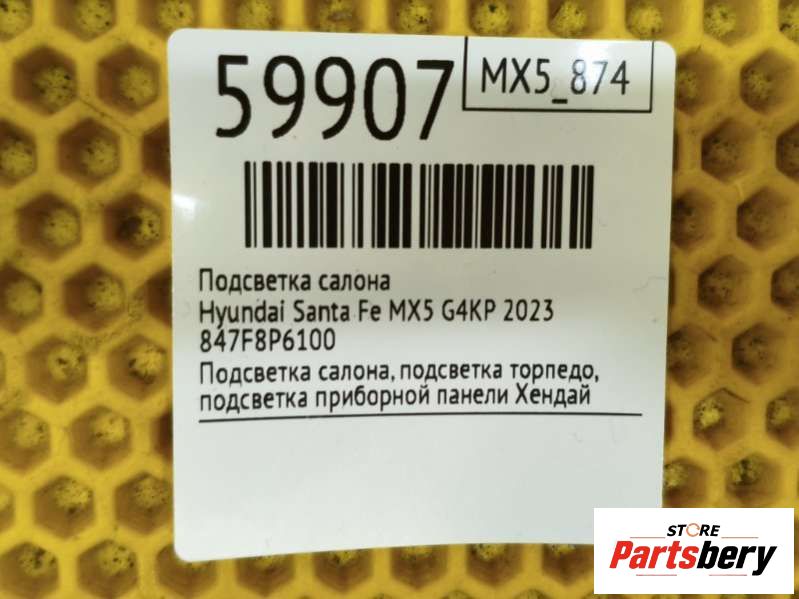 59907
MX5_874
Подсветка салона
Hyundai Santa Fe MX5 G4KP 2023
847F8P6100
Подсветка салона, подсветка торпедо,
подсветка приборной панели Хендай
STORE
Partsbery